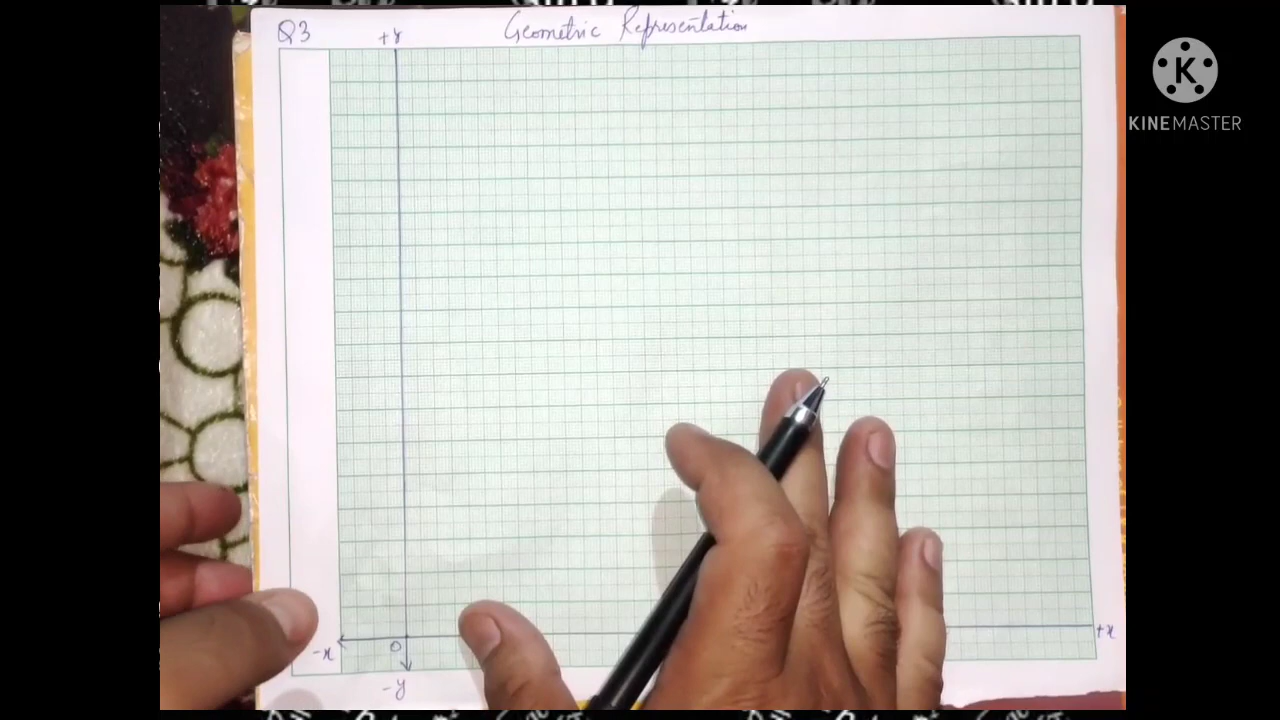 Q3 Geometric Representation
+Y
-x O +x
-y
KINEMASTER